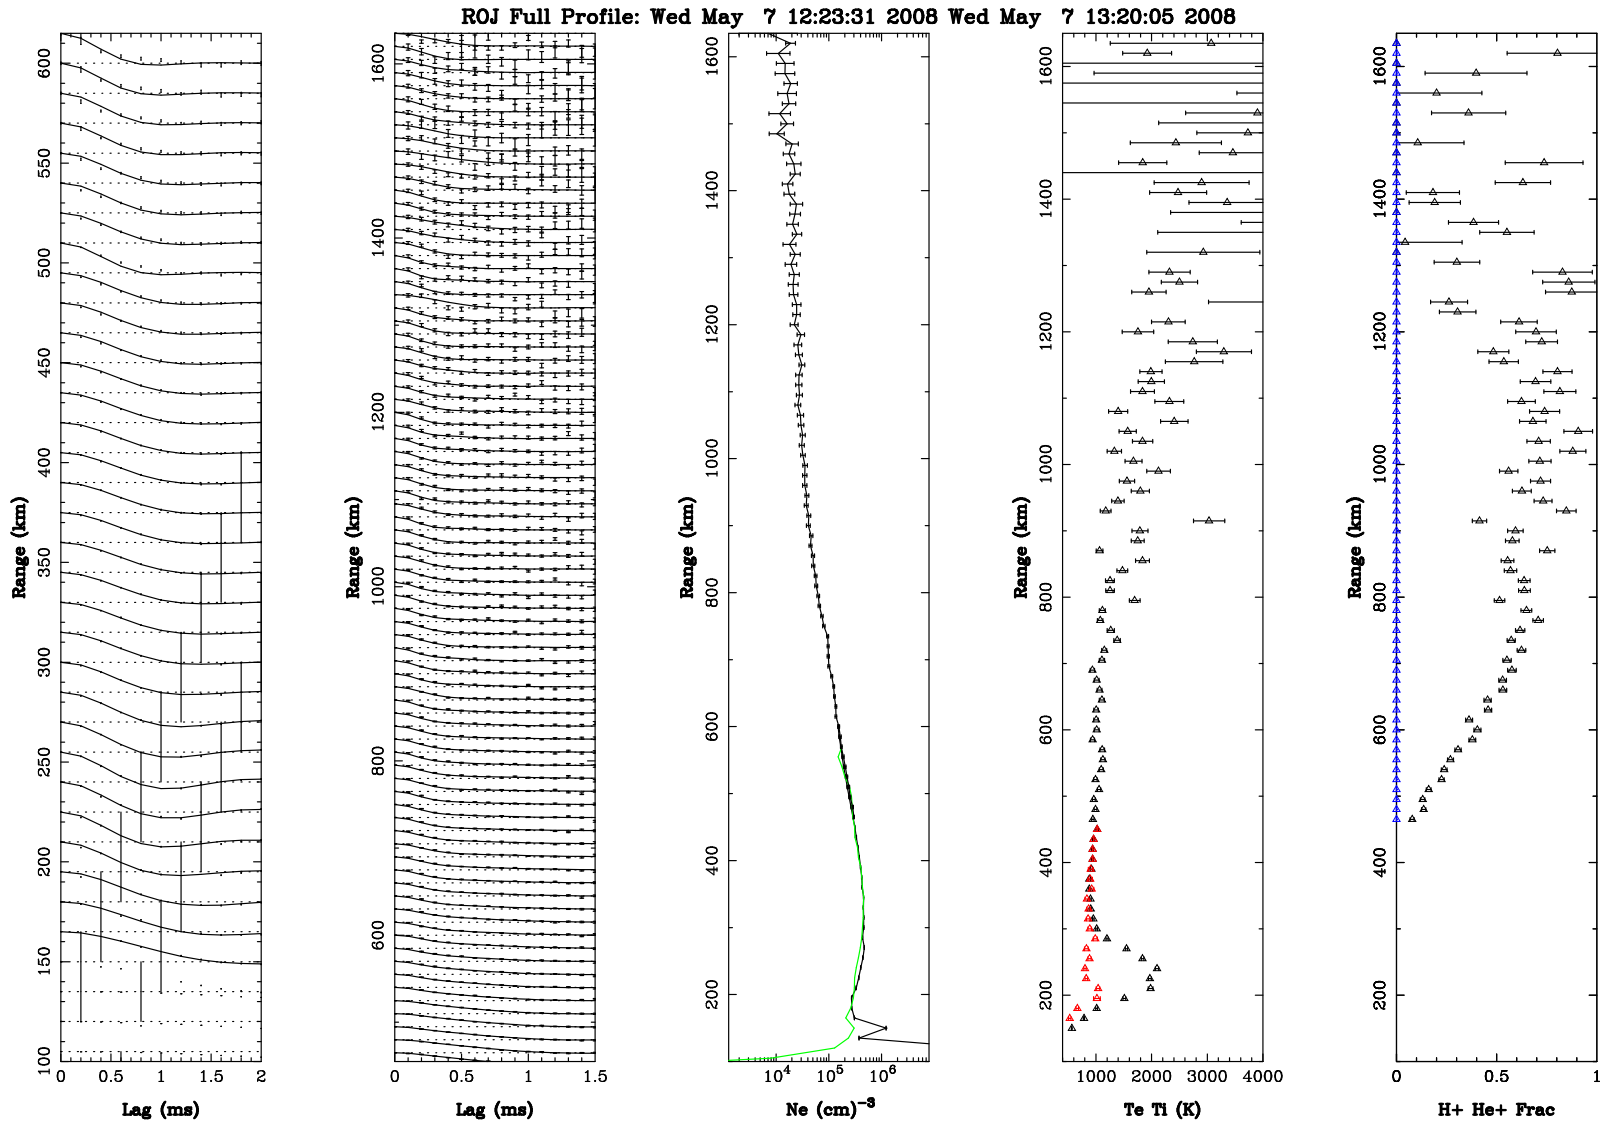 ROJ Full Profile: Wed May 7 12:23:31 2008 Wed May 7 13:20:05 2008
Range (km)
100 150 200 250 300 350 400 450 500 550 600
0 0.5 1 1.5 2
Lag (ms)
Range (km)
600 800 1000 1200 1400 1600
0 0.5 1 1.5
Lag (ms)
Range (km)
200 400 600 800 1000 1200 1400 1600
10^4 10^5 10^6
Ne (cm)^-3
Range (km)
200 400 600 800 1000 1200 1400 1600
1000 2000 3000 4000
Te Ti (K)
Range (km)
200 400 600 800 1000 1200 1400 1600
0 0.5 1
H+ He+ Frac